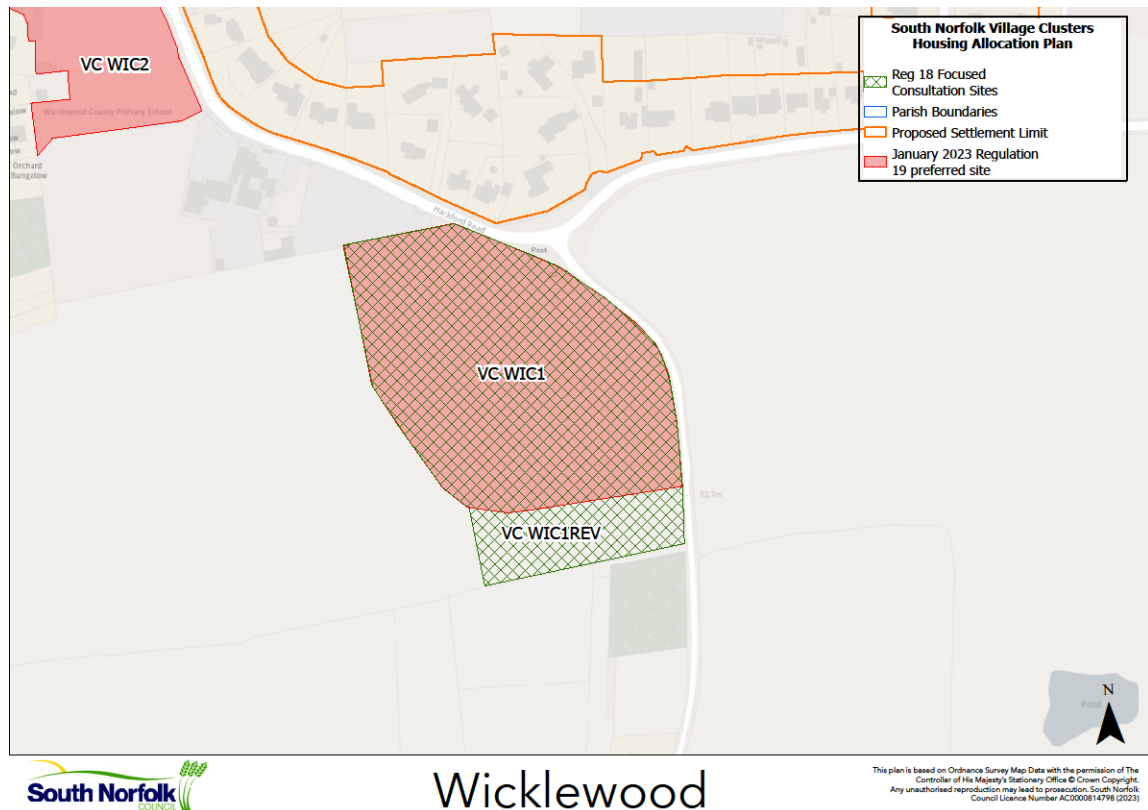 South Norfolk Village Clusters
Housing Allocation Plan
Reg 18 Focused
Consultation Sites
Parish Boundaries
Proposed Settlement Limit
January 2023 Regulation
19 preferred site
VC WIC2
Wicklewood County Primary School
Orchard
Bungalow
Hackford Road
Post
VC WIC1
52.7m
VC WIC1REV
Pond
N
South Norfolk
COUNCIL
Wicklewood
This plan is based on Ordnance Survey Map Data with the permission of The
Controller of His Majesty's Stationery Office © Crown Copyright.
Any unauthorised reproduction may lead to prosecution. South Norfolk
Council Licence Number AC0000814798 (2023)